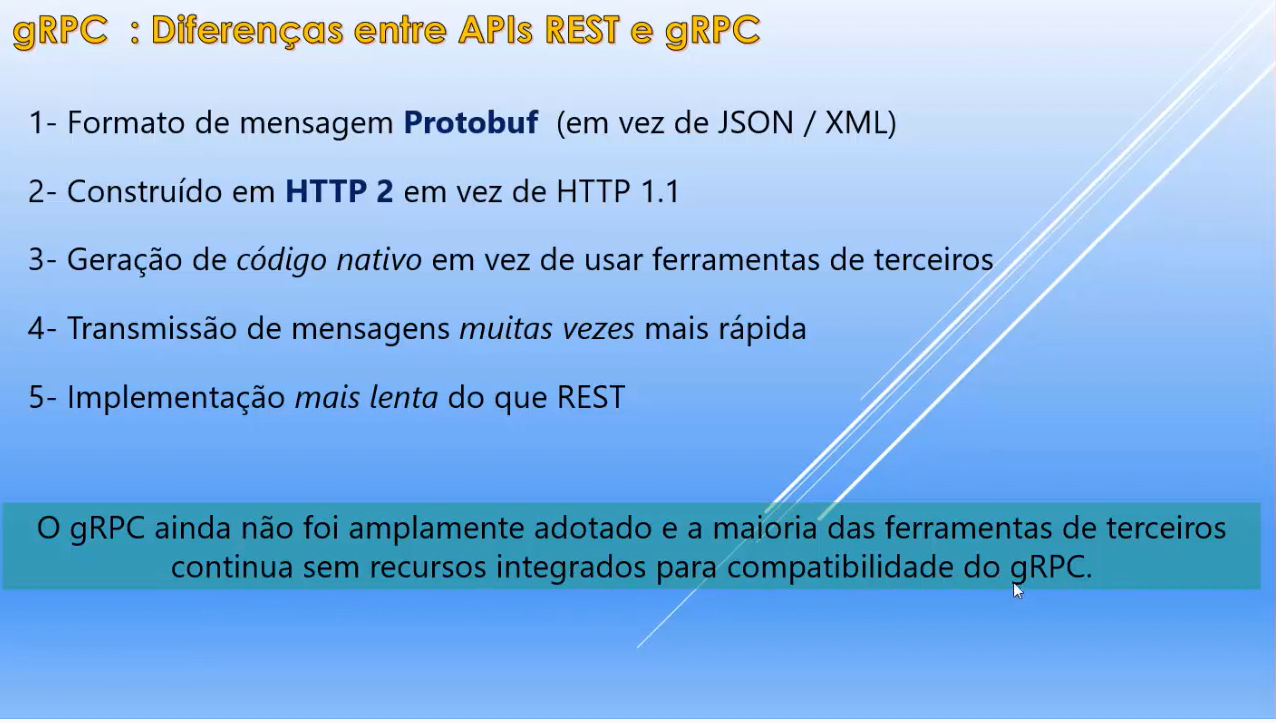 gRPC : Diferenças entre APIs REST e gRPC
1- Formato de mensagem Protobuf (em vez de JSON / XML)
2- Construído em HTTP 2 em vez de HTTP 1.1
3- Geração de código nativo em vez de usar ferramentas de terceiros
4- Transmissão de mensagens muitas vezes mais rápida
5- Implementação mais lenta do que REST
O gRPC ainda não foi amplamente adotado e a maioria das ferramentas de terceiros
continua sem recursos integrados para compatibilidade do gRPC.